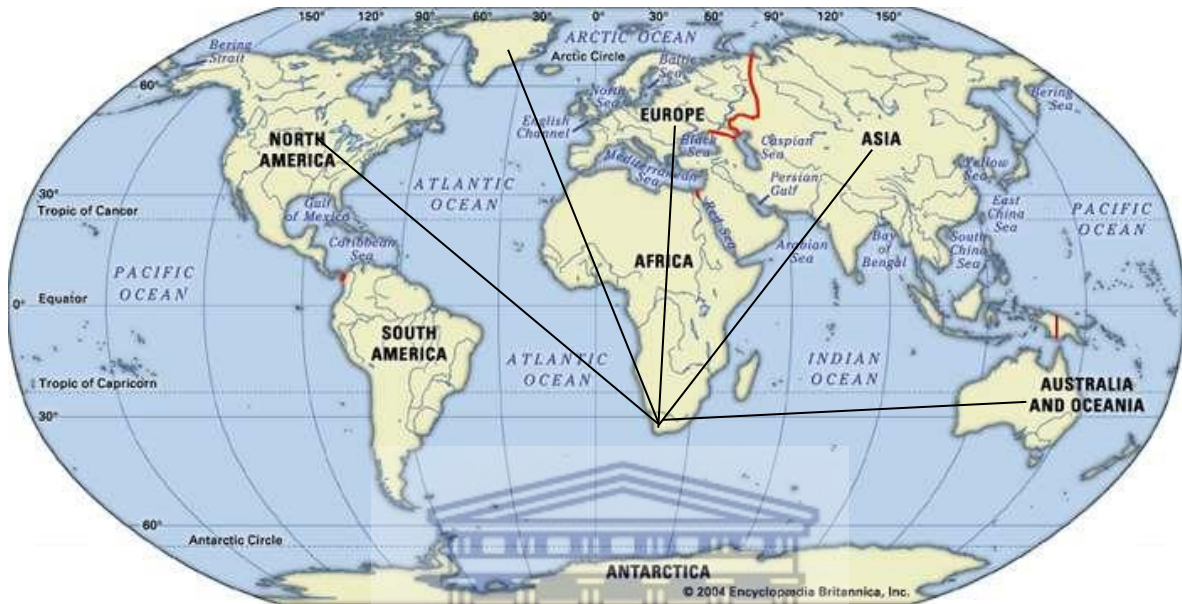 150° 120° 90° 60° 30° 0° 30° 60° 90° 120° 150°
ARCTIC OCEAN
Bering
Strait
Arctic Circle
Baltic
Sea
60°
North
Sea
Bering
Sea
EUROPE
English
Channel
NORTH
AMERICA
Black
Sea
Caspian
Sea
ASIA
Mediterranean
Sea
Persian
Gulf
Yellow
Sea
ATLANTIC
OCEAN
30°
Tropic of Cancer
Gulf
of Mexico
Red Sea
East
China
Sea
PACIFIC
OCEAN
Caribbean
Sea
Arabian
Sea
Bay
of
Bengal
South
China
Sea
AFRICA
PACIFIC
OCEAN
0°
Equator
SOUTH
AMERICA
ATLANTIC
OCEAN
INDIAN
OCEAN
Tropic of Capricorn
AUSTRALIA
AND OCEANIA
30°
60°
Antarctic Circle
ANTARCTICA
© 2004 Encyclopædia Britannica, Inc.